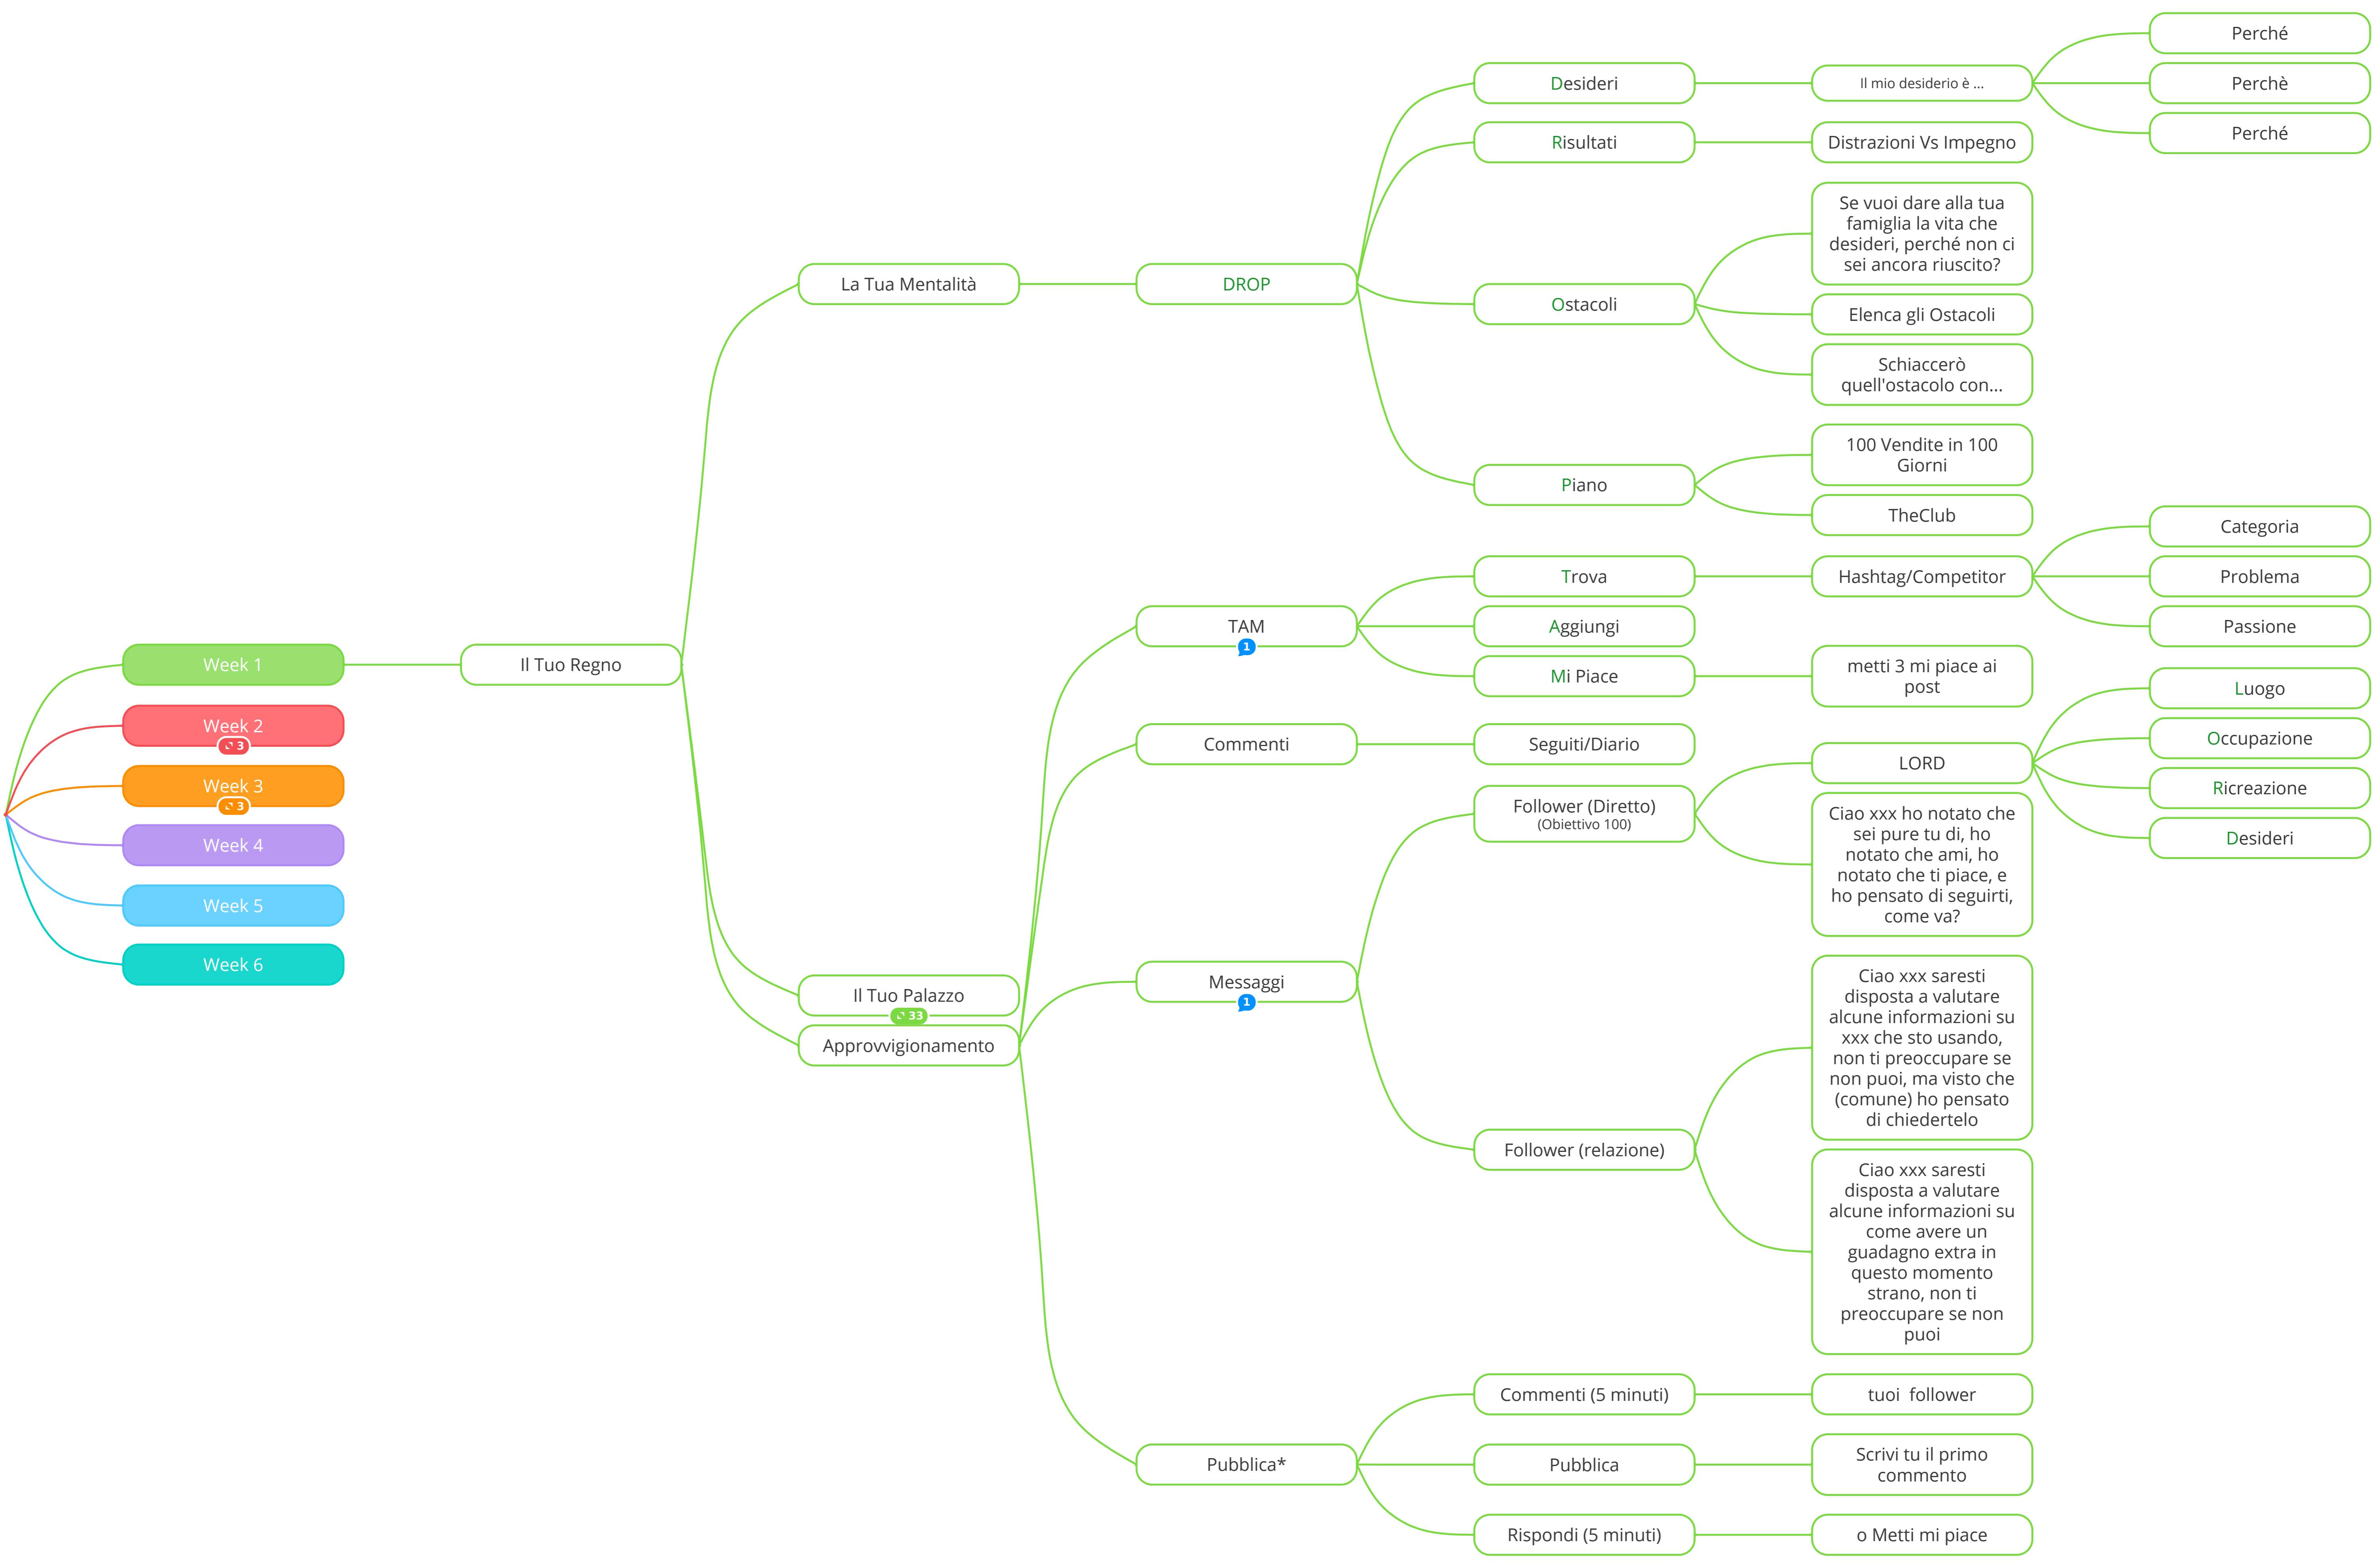 Week 1
Week 2
3
Week 3
3
Week 4
Week 5
Week 6
Il Tuo Regno
La Tua Mentalità
DROP
Desideri
Il mio desiderio è ...
Perché
Perchè
Perché
Risultati
Distrazioni Vs Impegno
Ostacoli
Se vuoi dare alla tua
famiglia la vita che
desideri, perché non ci
sei ancora riuscito?
Elenca gli Ostacoli
Schiaccerò
quell'ostacolo con...
Piano
100 Vendite in 100
Giorni
TheClub
Il Tuo Palazzo
33
Approvvigionamento
TAM
1
Trova
Hashtag/Competitor
Categoria
Problema
Passione
Aggiungi
Mi Piace
metti 3 mi piace ai
post
Commenti
Seguiti/Diario
Messaggi
1
Follower (Diretto)
(Obiettivo 100)
LORD
Luogo
Occupazione
Ricreazione
Desideri
Ciao xxx ho notato che
sei pure tu di, ho
notato che ami, ho
notato che ti piace, e
ho pensato di seguirti,
come va?
Follower (relazione)
Ciao xxx saresti
disposta a valutare
alcune informazioni su
xxx che sto usando,
non ti preoccupare se
non puoi, ma visto che
(comune) ho pensato
di chiedertelo
Ciao xxx saresti
disposta a valutare
alcune informazioni su
come avere un
guadagno extra in
questo momento
strano, non ti
preoccupare se non
puoi
Pubblica*
Commenti (5 minuti)
tuoi  follower
Pubblica
Scrivi tu il primo
commento
Rispondi (5 minuti)
o Metti mi piace